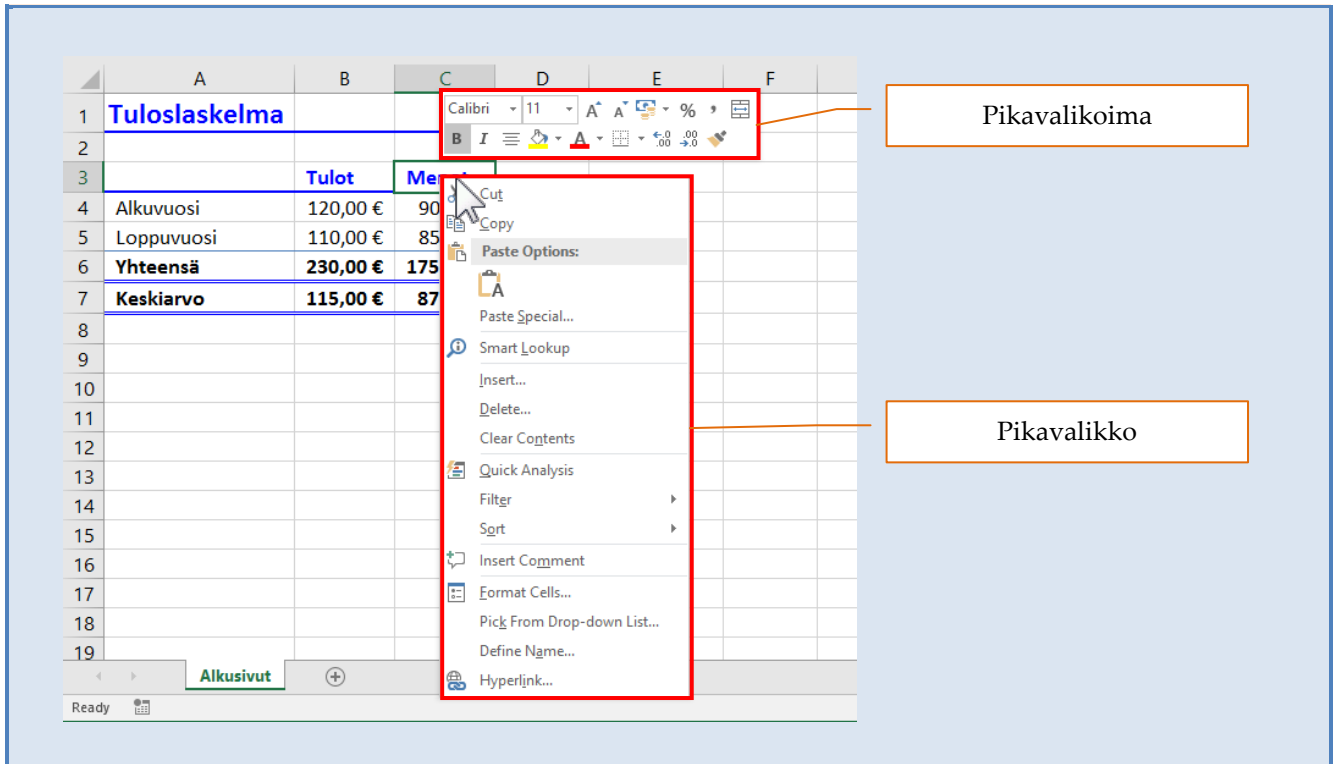 A B C D E F
Calibri 11 A A % , 
1 Tuloslaskelma
B I A .00 .00
2
3 Tulot Me
4 Alkuvuosi 120,00 € 90
5 Loppuvuosi 110,00 € 85
6 Yhteensä 230,00 € 175
7 Keskiarvo 115,00 € 87
8
9
10
11
12
13
14
15
16
17
18
19
Cut
Copy
Paste Options:
A
Paste Special...
Smart Lookup
Insert...
Delete...
Clear Contents
Quick Analysis
Filter
Sort
Insert Comment
Format Cells...
Pick From Drop-down List...
Define Name...
Hyperlink...
Alkusivut
Ready
Pikavalikoima
Pikavalikko